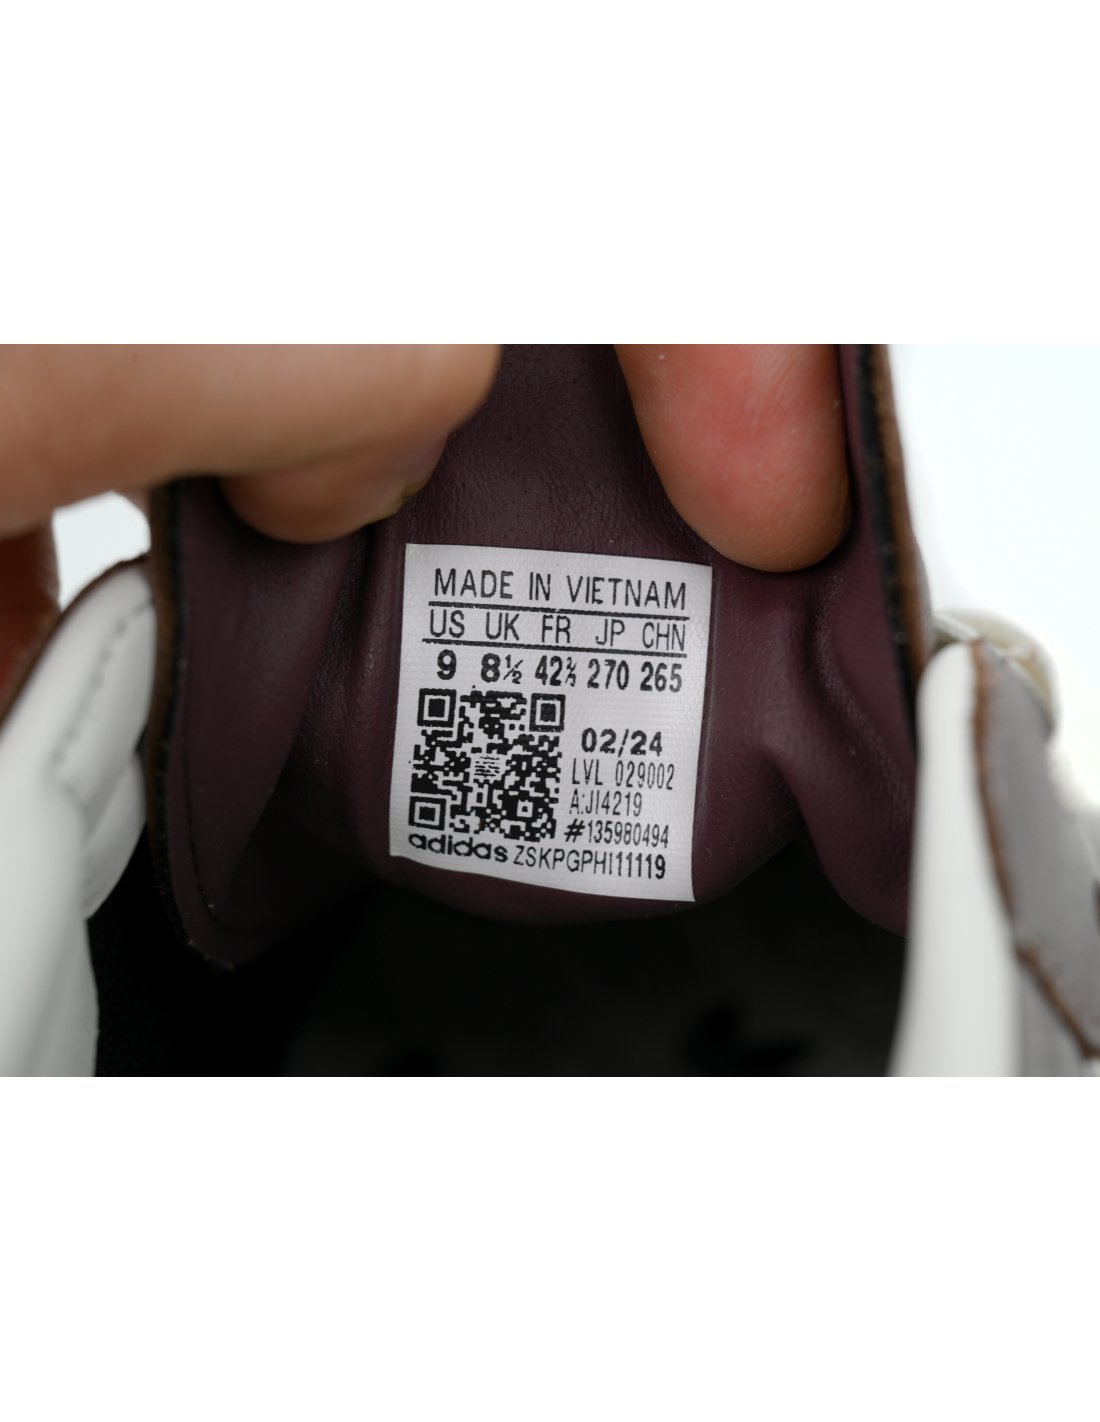 MADE IN VIETNAM
US UK FR JP CHN
9 8½ 42⅔ 270 265
02/24
LVL 029002
A:JI4219
#135980494
adidas ZSKPGPHI11119